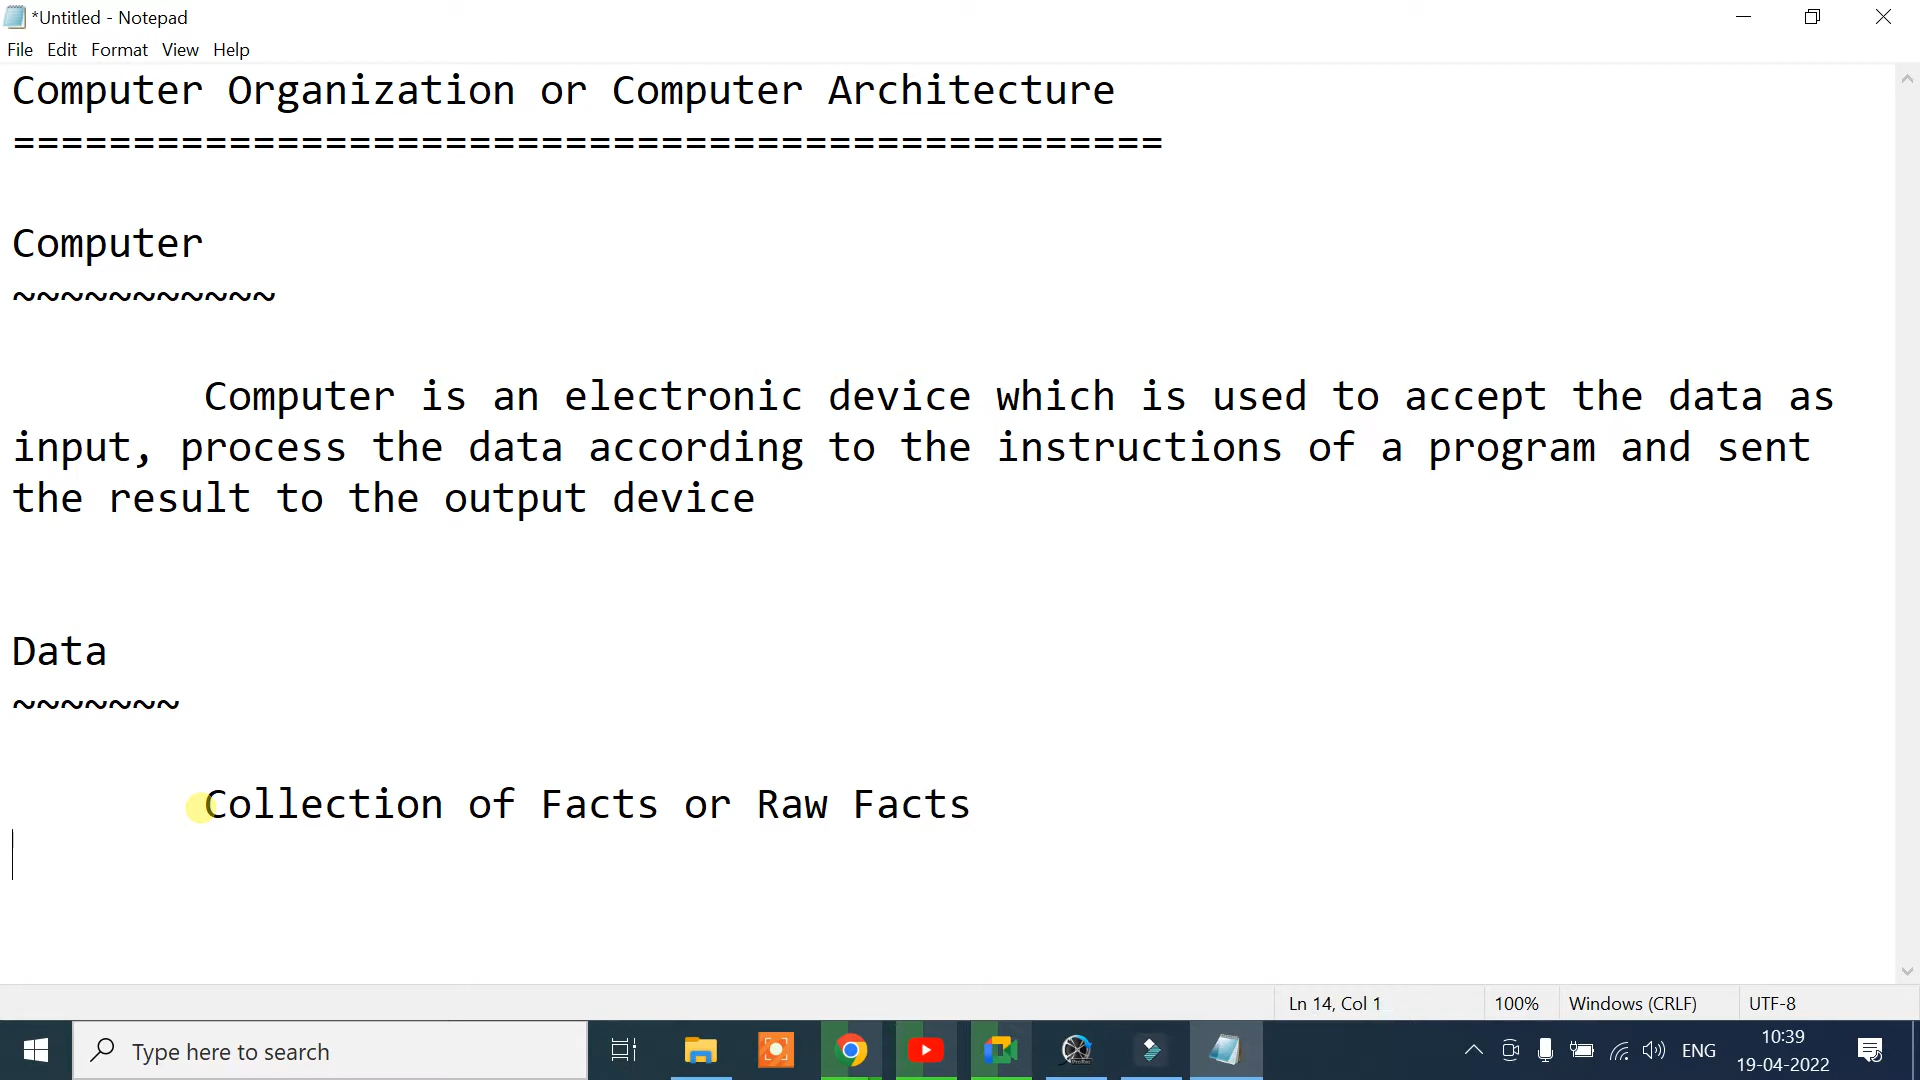 *Untitled - Notepad
File Edit Format View Help
Computer Organization or Computer Architecture
================================================
Computer
~~~~~~~~~~~
Computer is an electronic device which is used to accept the data as
input, process the data according to the instructions of a program and sent
the result to the output device
Data
~~~~~~~
Collection of Facts or Raw Facts
Ln 14, Col 1 100% Windows (CRLF) UTF-8
Type here to search ENG 10:39
19-04-2022